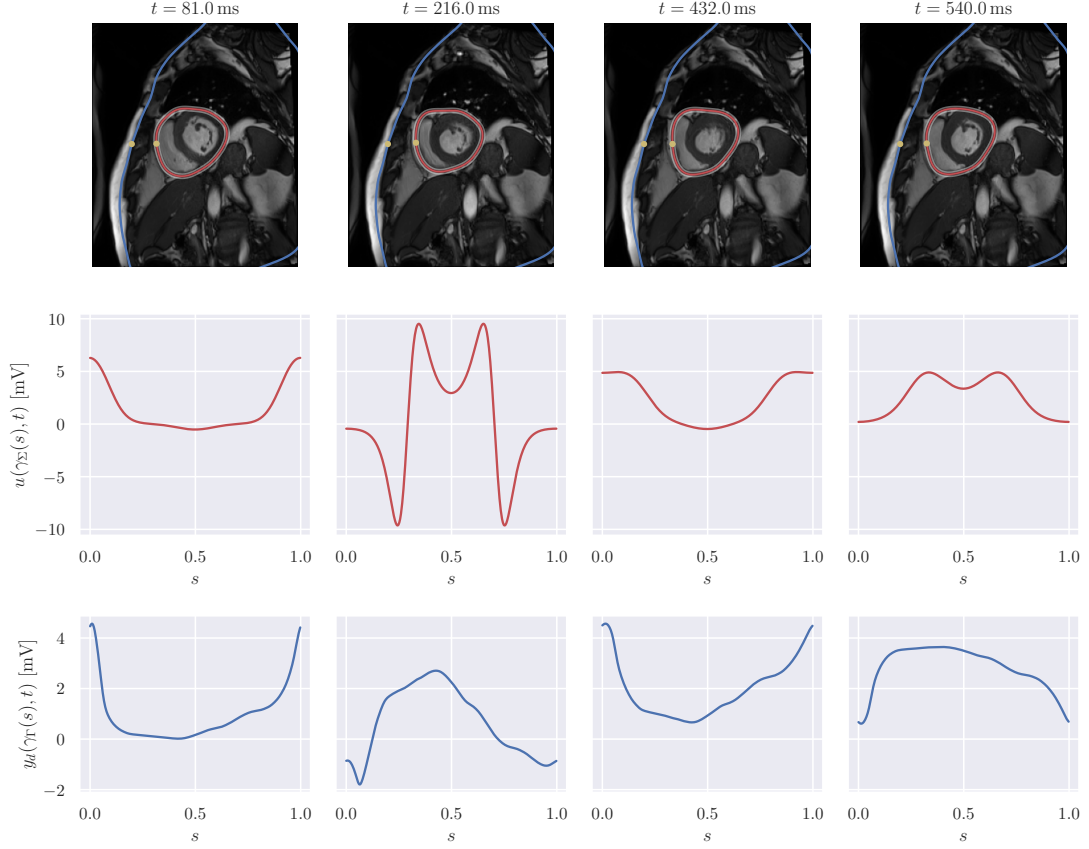 t = 81.0 ms t = 216.0 ms t = 432.0 ms t = 540.0 ms
u(γ_Σ(s), t) [mV]
10
5
0
−5
−10
0.0 0.5 1.0 0.0 0.5 1.0 0.0 0.5 1.0 0.0 0.5 1.0
s s s s
y_d(γ_Γ(s), t) [mV]
4
2
0
−2
0.0 0.5 1.0 0.0 0.5 1.0 0.0 0.5 1.0 0.0 0.5 1.0
s s s s